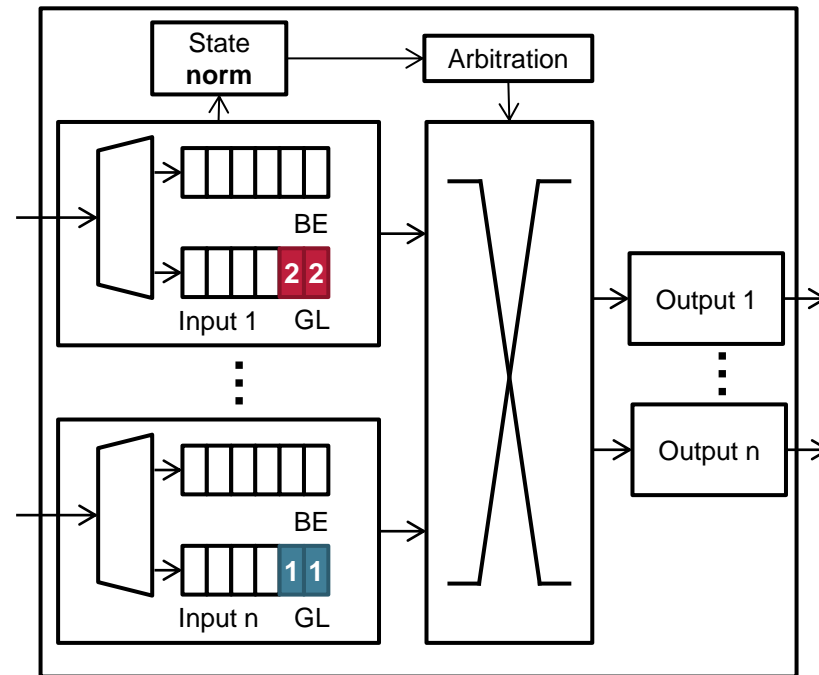 State
norm
Arbitration
BE
2 2
Input 1 GL
Output 1
Output n
BE
1 1
Input n GL